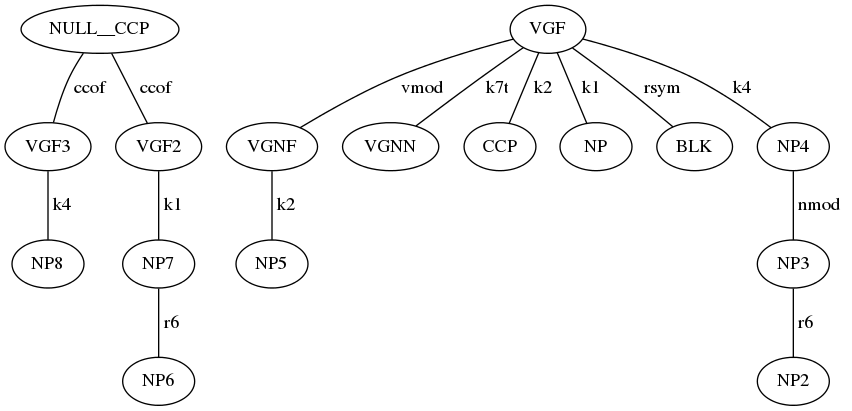 NULL__CCP VGF
ccof ccof vmod k7t k2 k1 rsym k4
VGF3 VGF2 VGNF VGNN CCP NP BLK NP4
k4 k1 k2 nmod
NP8 NP7 NP5 NP3
r6 r6
NP6 NP2